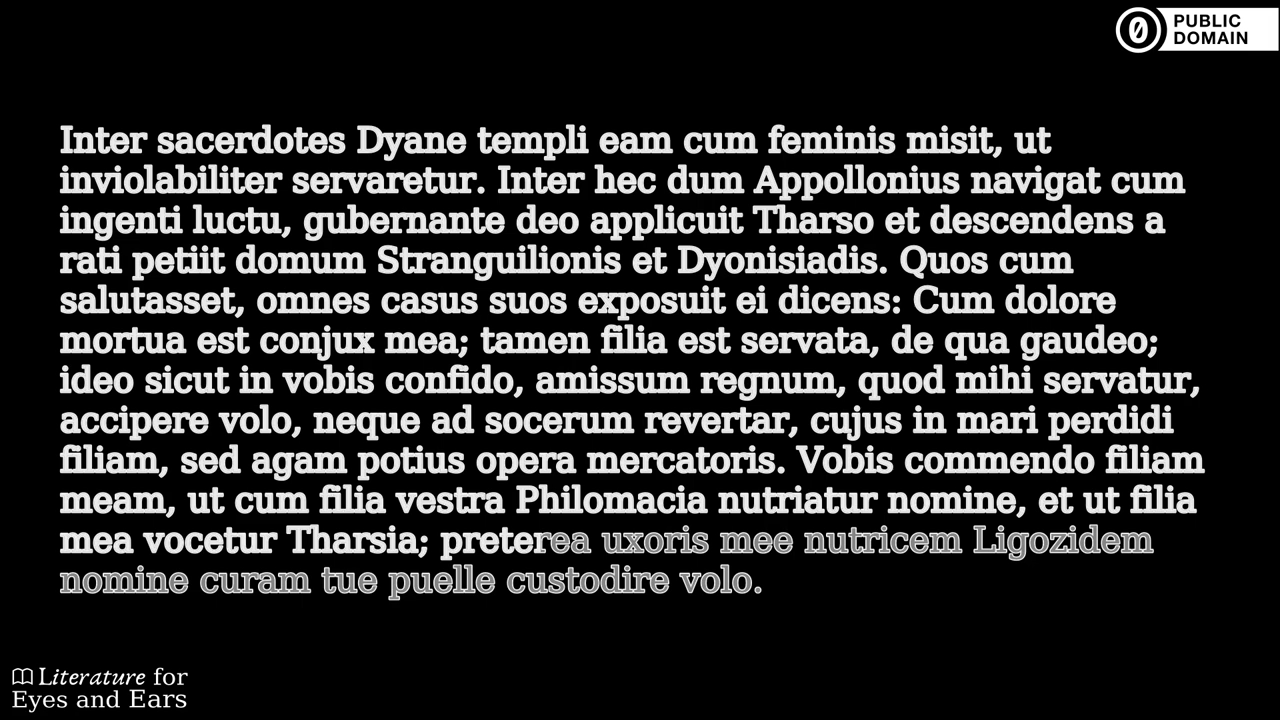 PUBLIC
DOMAIN
Inter sacerdotes Dyane templi eam cum feminis misit, ut
inviolabiliter servaretur. Inter hec dum Appollonius navigat cum
ingenti luctu, gubernante deo applicuit Tharso et descendens a
rati petiit domum Stranguilionis et Dyonisiadis. Quos cum
salutasset, omnes casus suos exposuit ei dicens: Cum dolore
mortua est conjux mea; tamen filia est servata, de qua gaudeo;
ideo sicut in vobis confido, amissum regnum, quod mihi servatur,
accipere volo, neque ad socerum revertar, cujus in mari perdidi
filiam, sed agam potius opera mercatoris. Vobis commendo filiam
meam, ut cum filia vestra Philomacia nutriatur nomine, et ut filia
mea vocetur Tharsia; preterea uxoris mee nutricem Ligozidem
nomine curam tue puelle custodire volo.
Literature for
Eyes and Ears